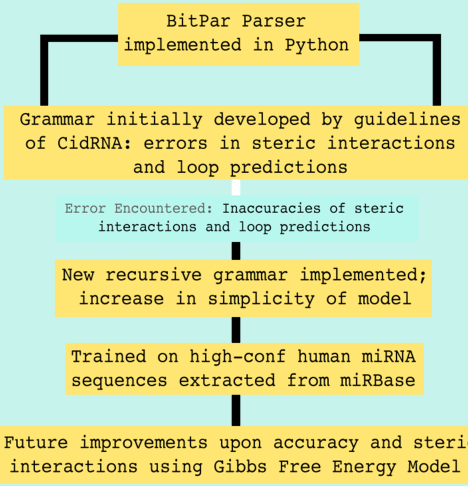 BitPar Parser
implemented in Python
Grammar initially developed by guidelines
of CidRNA: errors in steric interactions
and loop predictions
Error Encountered: Inaccuracies of steric
interactions and loop predictions
New recursive grammar implemented;
increase in simplicity of model
Trained on high-conf human miRNA
sequences extracted from miRBase
Future improvements upon accuracy and steric
interactions using Gibbs Free Energy Model